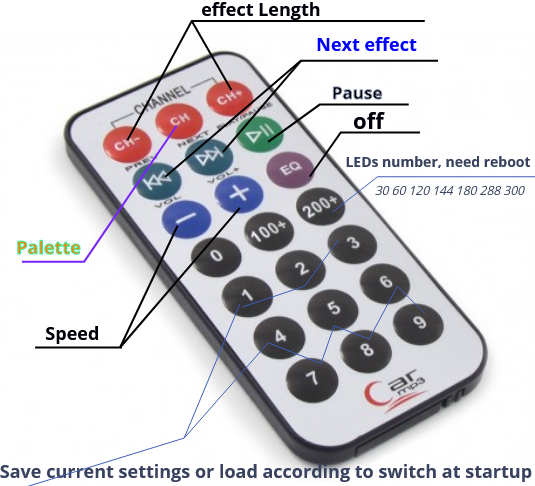 effect Length
Next effect
Pause
off
LEDs number, need reboot
30 60 120 144 180 288 300
Palette
Speed
CHANNEL
CH- CH CH+
PREV NEXT PLAY/PAUSE
VOL- VOL+ EQ
0 100+ 200+
1 2 3
4 5 6
7 8 9
Car
mp3
Save current settings or load according to switch at startup